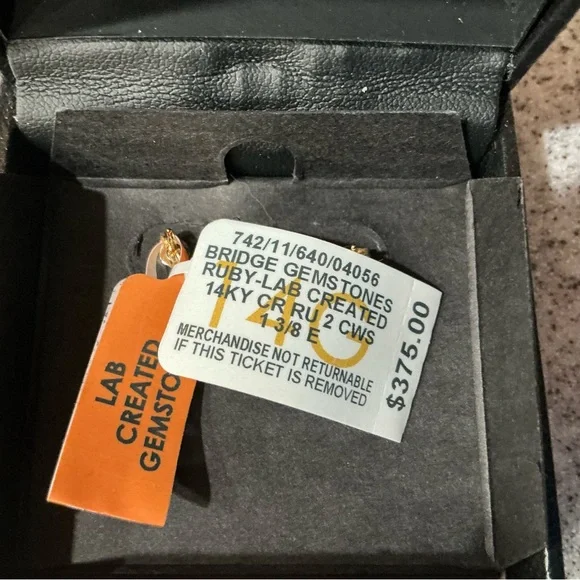 742/11/640/04056
BRIDGE GEMSTONES
RUBY-LAB CREATED
14KY CR RU 2 CWS
1 3/8 E
14G
MERCHANDISE NOT RETURNABLE
IF THIS TICKET IS REMOVED
$375.00
LAB
CREATED
GEMSTO